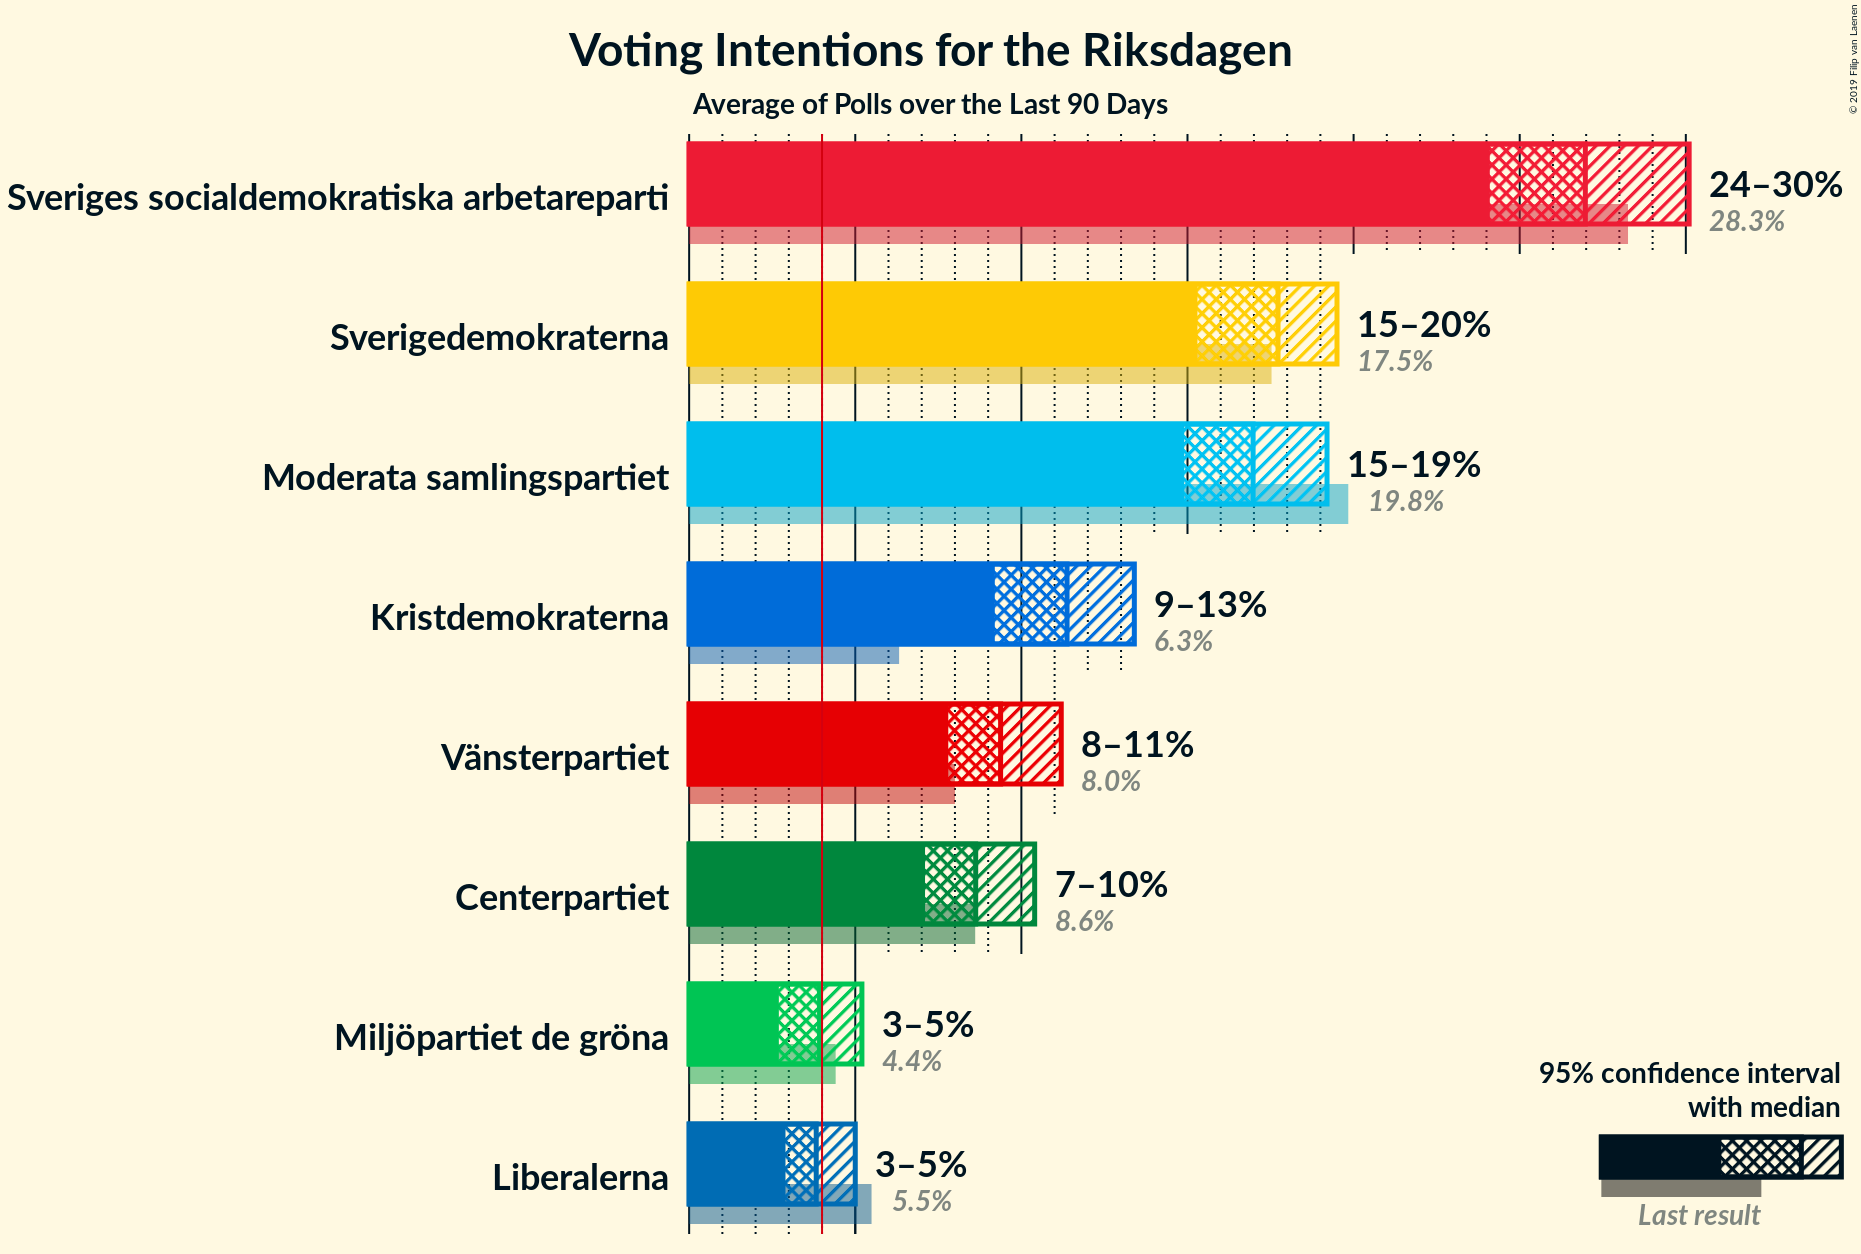 Voting Intentions for the Riksdagen
Average of Polls over the Last 90 Days
© 2019 Filip van Laenen
Sveriges socialdemokratiska arbetareparti
24–30%
28.3%
Sverigedemokraterna
15–20%
17.5%
Moderata samlingspartiet
15–19%
19.8%
Kristdemokraterna
9–13%
6.3%
Vänsterpartiet
8–11%
8.0%
Centerpartiet
7–10%
8.6%
Miljöpartiet de gröna
3–5%
4.4%
Liberalerna
3–5%
5.5%
95% confidence interval
with median
Last result